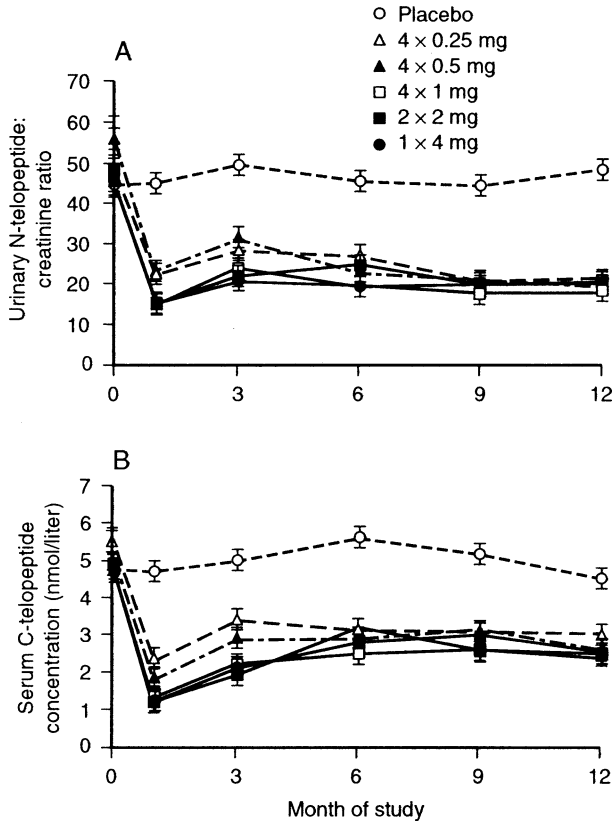 Placebo
4 × 0.25 mg
4 × 0.5 mg
4 × 1 mg
2 × 2 mg
1 × 4 mg
A
Urinary N-telopeptide:
creatinine ratio
70
60
50
40
30
20
10
0
0 3 6 9 12
B
Serum C-telopeptide
concentration (nmol/liter)
7
6
5
4
3
2
1
0
0 3 6 9 12
Month of study